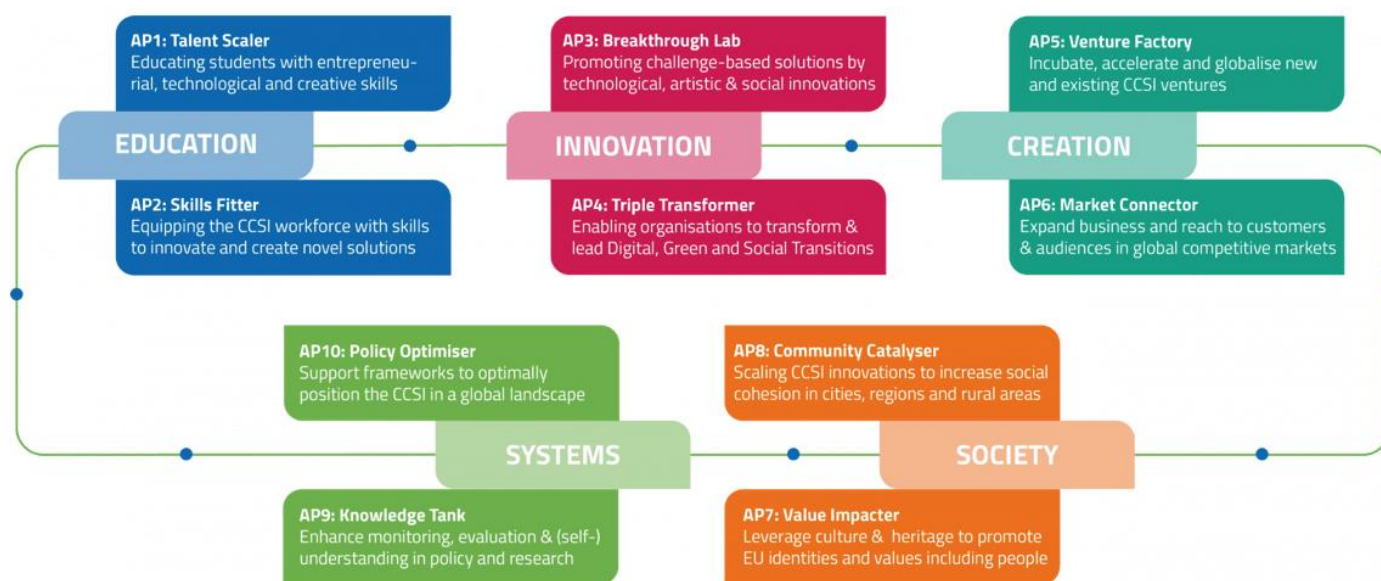 AP1: Talent Scaler
Educating students with entrepreneu-
rial, technological and creative skills
EDUCATION
AP2: Skills Fitter
Equipping the CCSI workforce with skills
to innovate and create novel solutions
AP3: Breakthrough Lab
Promoting challenge-based solutions by
technological, artistic & social innovations
INNOVATION
AP4: Triple Transformer
Enabling organisations to transform &
lead Digital, Green and Social Transitions
AP5: Venture Factory
Incubate, accelerate and globalise new
and existing CCSI ventures
CREATION
AP6: Market Connector
Expand business and reach to customers
& audiences in global competitive markets
AP10: Policy Optimiser
Support frameworks to optimally
position the CCSI in a global landscape
SYSTEMS
AP9: Knowledge Tank
Enhance monitoring, evaluation & (self-)
understanding in policy and research
AP8: Community Catalyser
Scaling CCSI innovations to increase social
cohesion in cities, regions and rural areas
SOCIETY
AP7: Value Impacter
Leverage culture & heritage to promote
EU identities and values including people